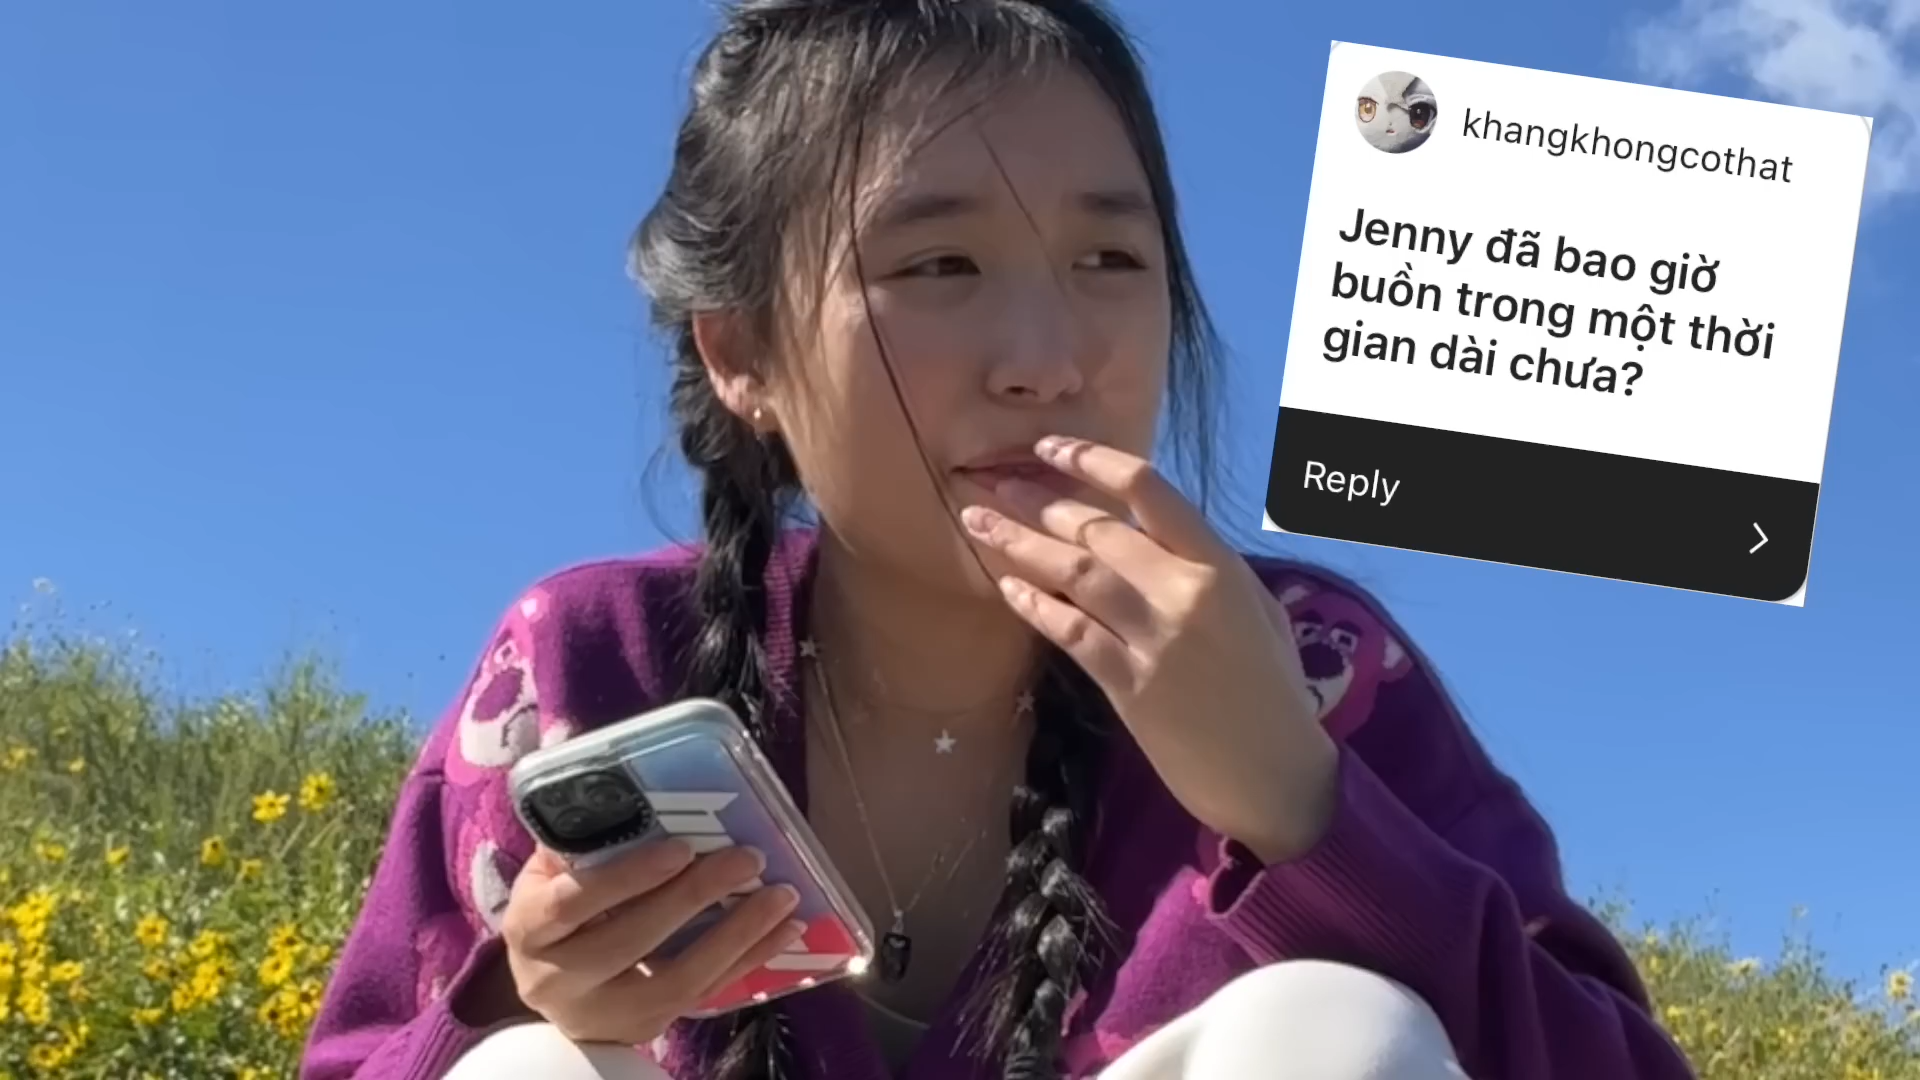 khangkhongcothat
Jenny đã bao giờ
buồn trong một thời
gian dài chưa?
Reply